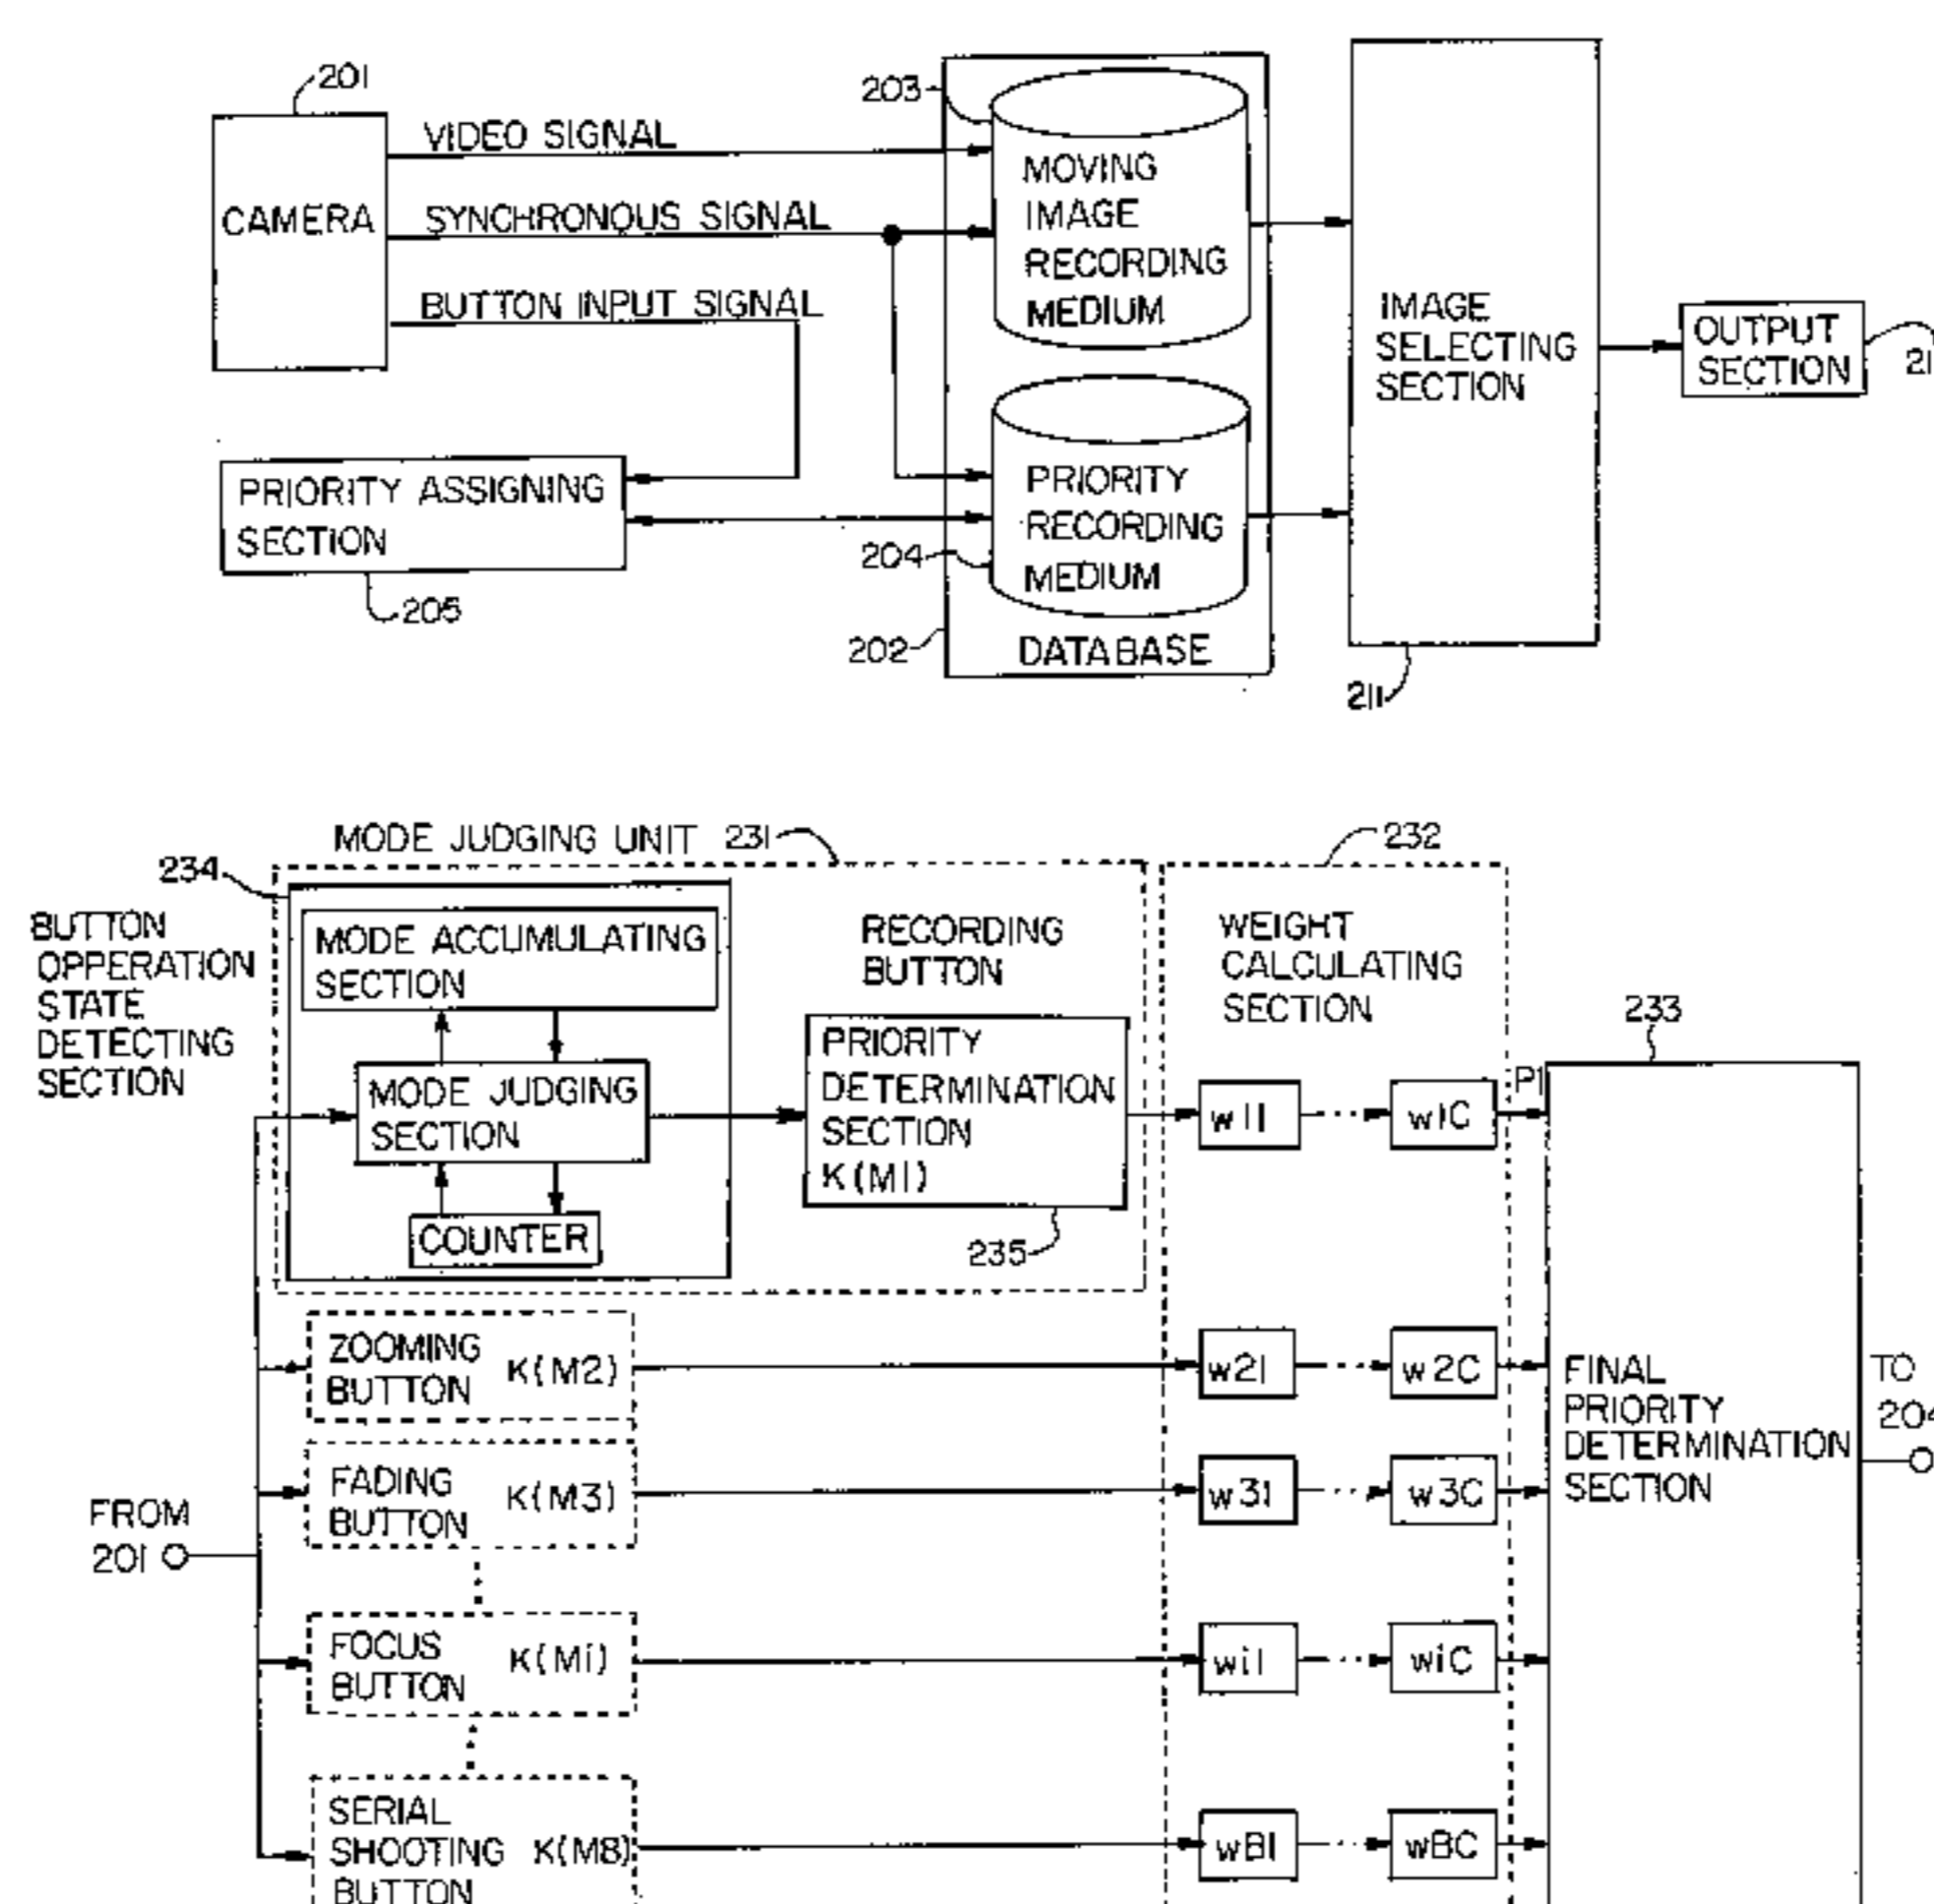 201
VIDEO SIGNAL
CAMERA
SYNCHRONOUS SIGNAL
BUTTON INPUT SIGNAL
203
MOVING
IMAGE
RECORDING
MEDIUM
IMAGE
SELECTING
SECTION
OUTPUT
SECTION
21
PRIORITY ASSIGNING
SECTION
205
PRIORITY
RECORDING
MEDIUM
204
202
DATABASE
211
MODE JUDGING UNIT 231
232
234
BUTTON
OPPERATION
STATE
DETECTING
SECTION
MODE ACCUMULATING
SECTION
MODE JUDGING
SECTION
COUNTER
RECORDING
BUTTON
PRIORITY
DETERMINATION
SECTION
K(M1)
235
WEIGHT
CALCULATING
SECTION
233
w11
w1C
P1
ZOOMING
BUTTON K(M2)
w21
w2C
FINAL
PRIORITY
DETERMINATION
SECTION
TO
204
FADING
BUTTON K(M3)
w31
w3C
FROM
201
FOCUS
BUTTON K(Mi)
wi1
wiC
SERIAL
SHOOTING K(M8)
BUTTON
wB1
wBC